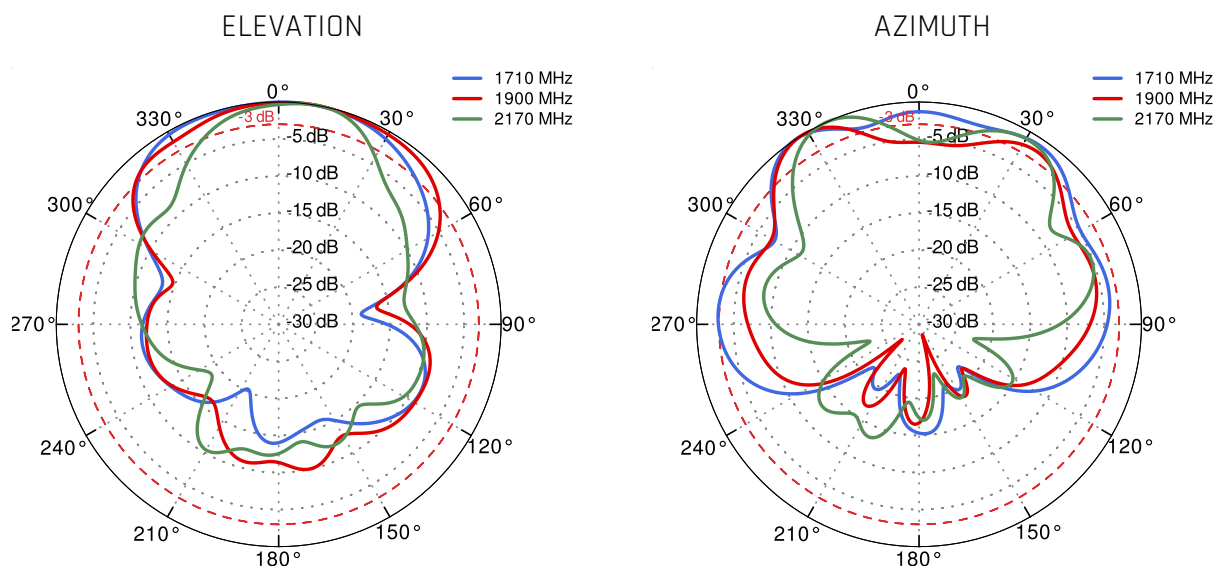 ELEVATION
1710 MHz
1900 MHz
2170 MHz
0°
330°
30°
-3 dB
-5 dB
-10 dB
-15 dB
300°
60°
-20 dB
-25 dB
-30 dB
270°
90°
240°
120°
210°
150°
180°
AZIMUTH
1710 MHz
1900 MHz
2170 MHz
0°
330°
30°
-3 dB
-5 dB
-10 dB
-15 dB
300°
60°
-20 dB
-25 dB
-30 dB
270°
90°
240°
120°
210°
150°
180°